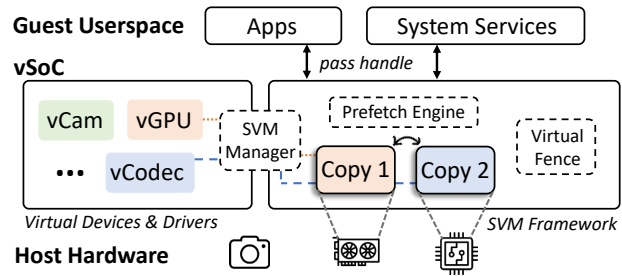 Guest Userspace
Apps
System Services
vSoC
pass handle
vCam
vGPU
SVM
Manager
Prefetch Engine
Virtual
Fence
...
vCodec
Copy 1
Copy 2
Virtual Devices & Drivers
SVM Framework
Host Hardware